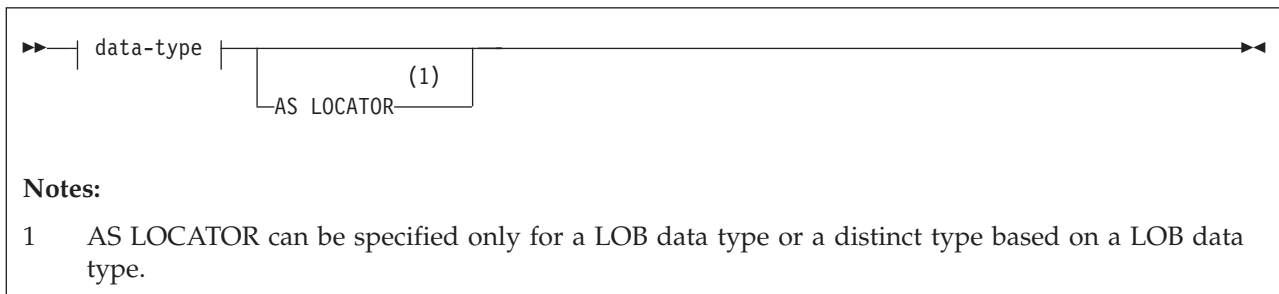 data-type
(1)
AS LOCATOR
Notes:
1 AS LOCATOR can be specified only for a LOB data type or a distinct type based on a LOB data
type.